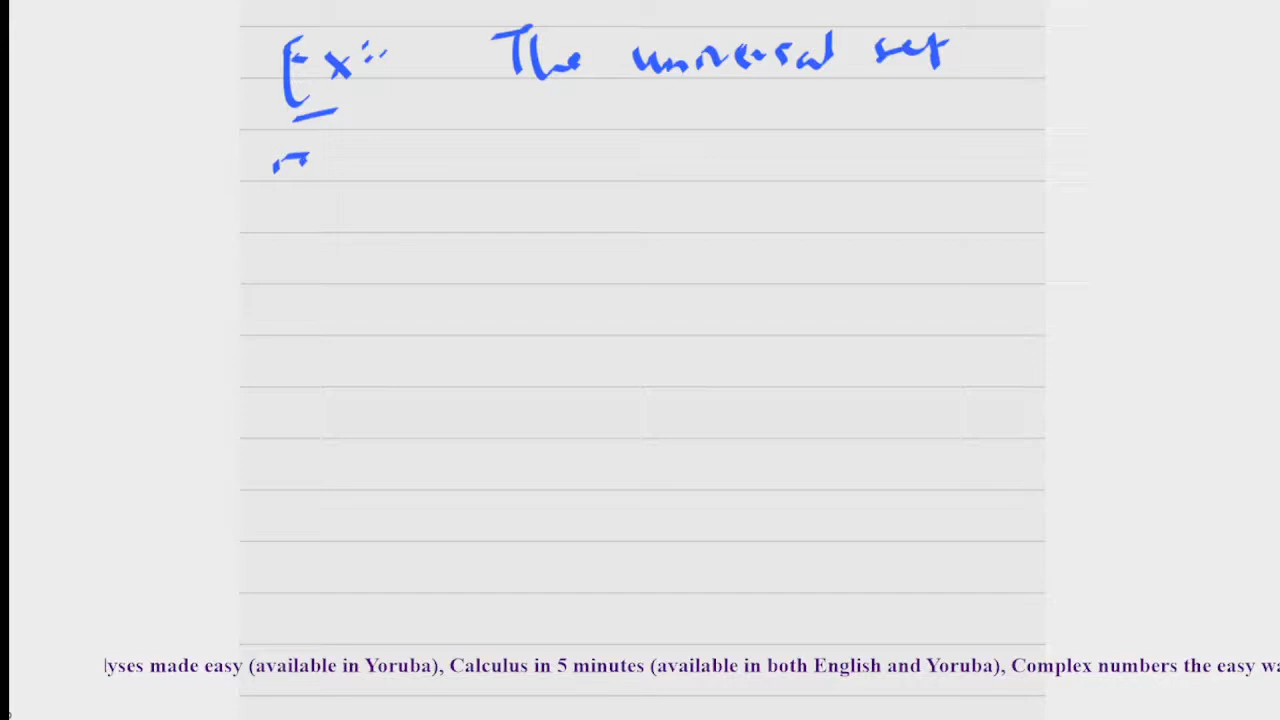 Ex:- The universal set
lyses made easy (available in Yoruba), Calculus in 5 minutes (available in both English and Yoruba), Complex numbers the easy wa